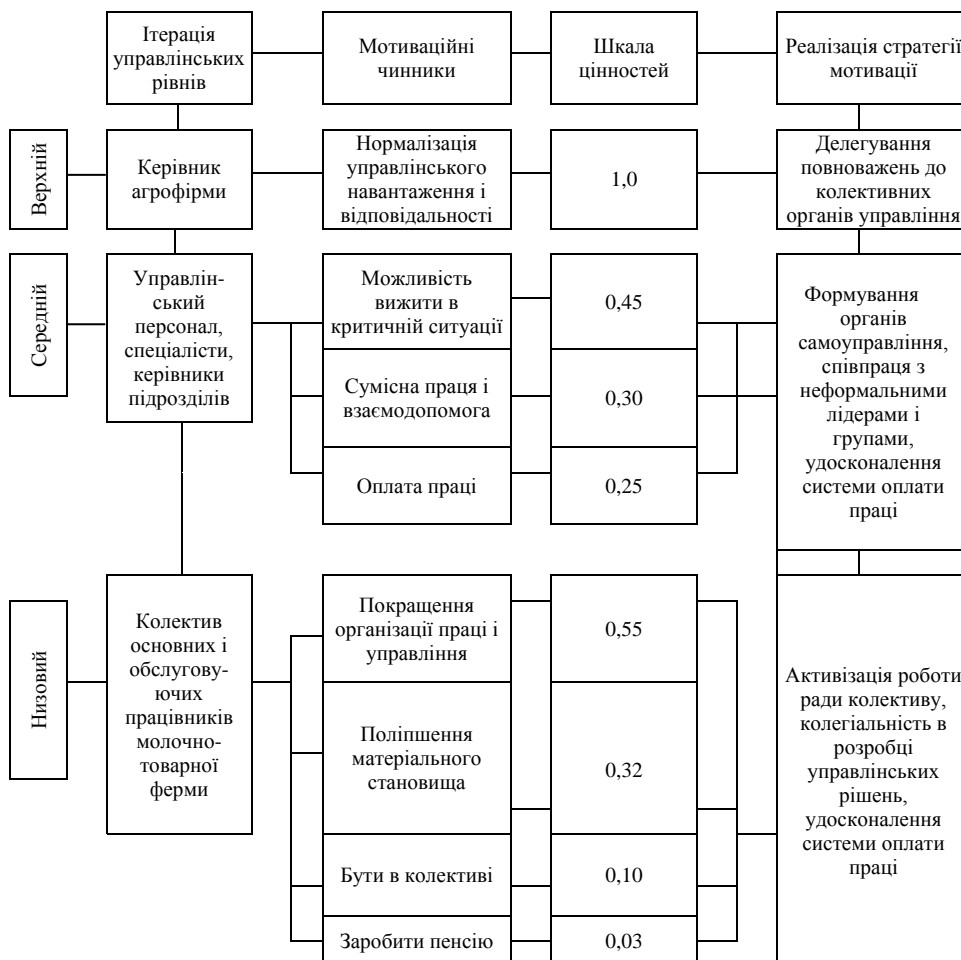 Ітерація
управлінських
рівнів
Мотиваційні
чинники
Шкала
цінностей
Реалізація стратегії
мотивації
Верхній
Керівник
агрофірми
Нормалізація
управлінського
навантаження і
відповідальності
1,0
Делегування
повноважень до
колективних
органів управління
Середній
Управлін-
ський
персонал,
спеціалісти,
керівники
підрозділів
Можливість
вижити в
критичній ситуації
0,45
Сумісна праця і
взаємодопомога
0,30
Оплата праці
0,25
Формування
органів
самоуправління,
співпраця з
неформальними
лідерами і
групами,
удосконалення
системи оплати
праці
Низовий
Колектив
основних і
обслугову-
ючих
працівників
молочно-
товарної
ферми
Покращення
організації праці і
управління
0,55
Поліпшення
матеріального
становища
0,32
Бути в колективі
0,10
Заробити пенсію
0,03
Активізація роботи
ради колективу,
колегіальність в
розробці
управлінських
рішень,
удосконалення
системи оплати
праці